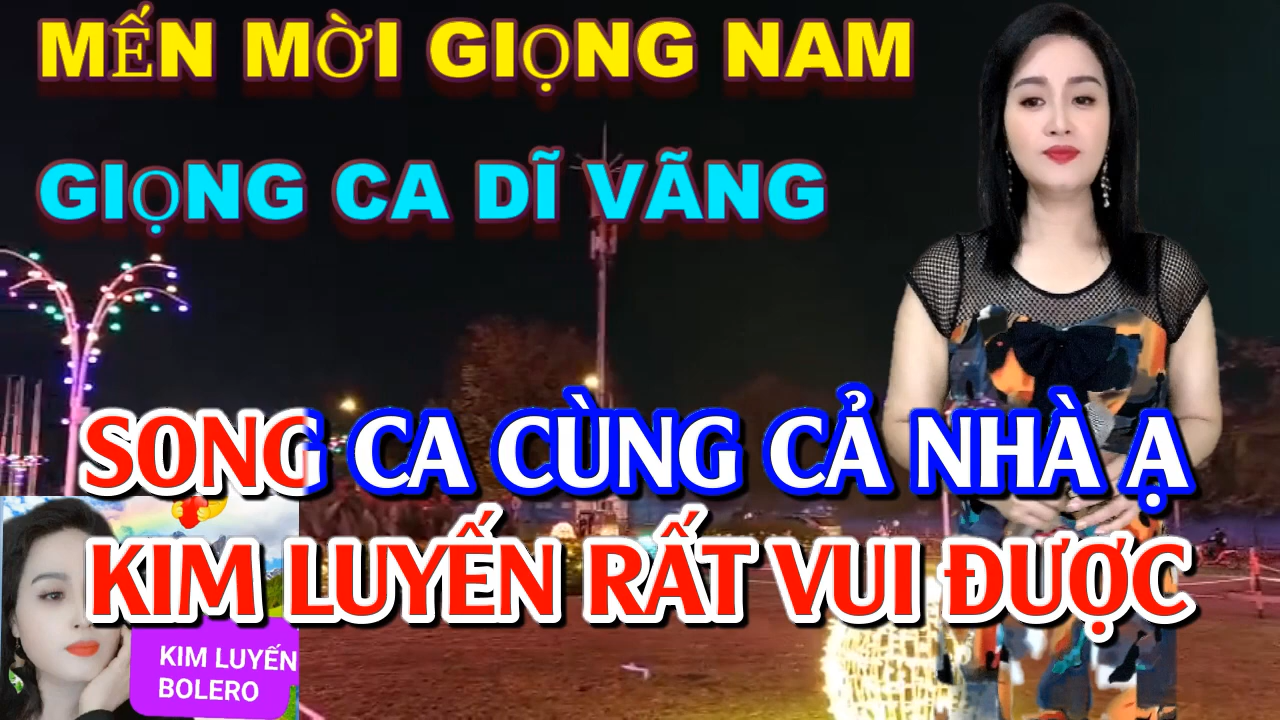 MẾN MỜI GIỌNG NAM
GIỌNG CA DĨ VÃNG
SONG CA CÙNG CẢ NHÀ Ạ
KIM LUYẾN RẤT VUI ĐƯỢC
KIM LUYẾN
BOLERO